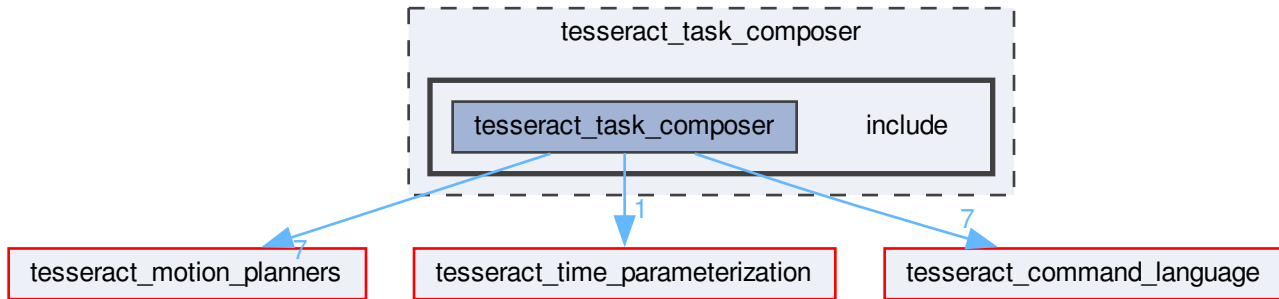 tesseract_task_composer
tesseract_task_composer
include
7
1
7
tesseract_motion_planners
tesseract_time_parameterization
tesseract_command_language